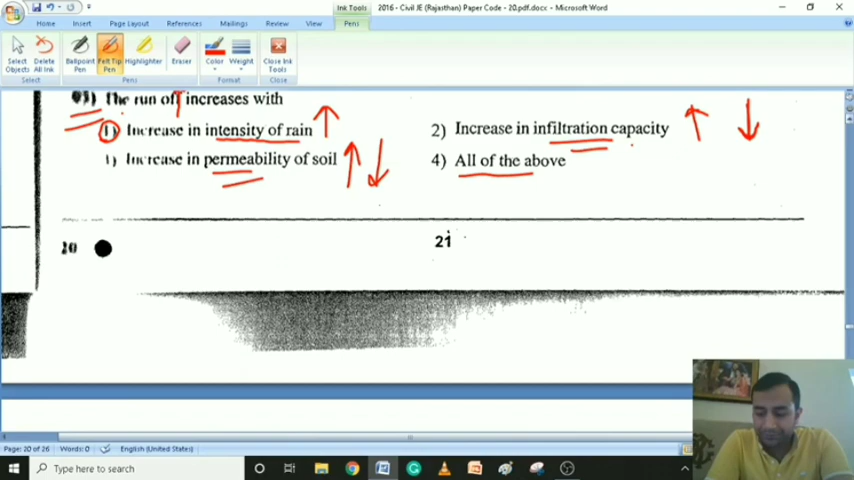 Ink Tools
2016 - Civil JE (Rajasthan) Paper Code - 20.pdf.docx - Microsoft Word
Home Insert Page Layout References Mailings Review View Pens
Select Objects
Delete All Ink
Ballpoint Pen
Felt Tip Pen
Highlighter
Eraser
Color
Weight
Close Ink Tools
Select Pens Format Close
The run off increases with
1) Increase in intensity of rain
2) Increase in infiltration capacity
Increase in permeability of soil
4) All of the above
20
21
Page: 20 of 26 Words: 0 English (United States)
Type here to search